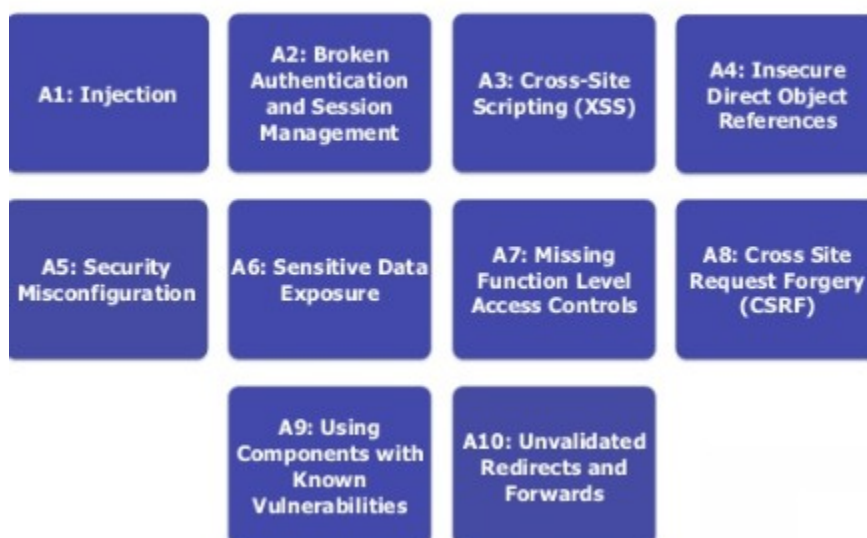 A1: Injection
A2: Broken
Authentication
and Session
Management
A3: Cross-Site
Scripting (XSS)
A4: Insecure
Direct Object
References
A5: Security
Misconfiguration
A6: Sensitive Data
Exposure
A7: Missing
Function Level
Access Controls
A8: Cross Site
Request Forgery
(CSRF)
A9: Using
Components with
Known
Vulnerabilities
A10: Unvalidated
Redirects and
Forwards